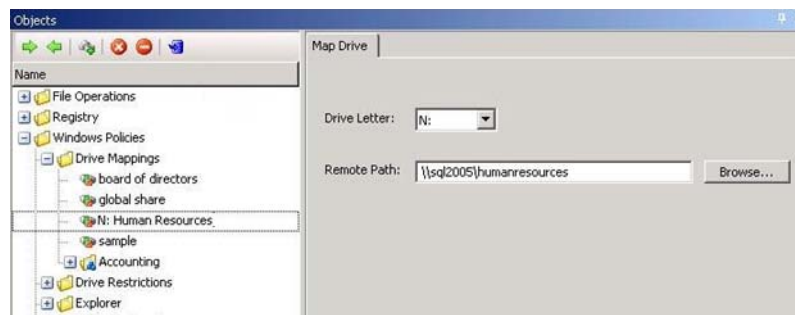 Objects
Name
File Operations
Registry
Windows Policies
Drive Mappings
board of directors
global share
N: Human Resources
sample
Accounting
Drive Restrictions
Explorer
Map Drive
Drive Letter: N:
Remote Path: \\sql2005\humanresources Browse...